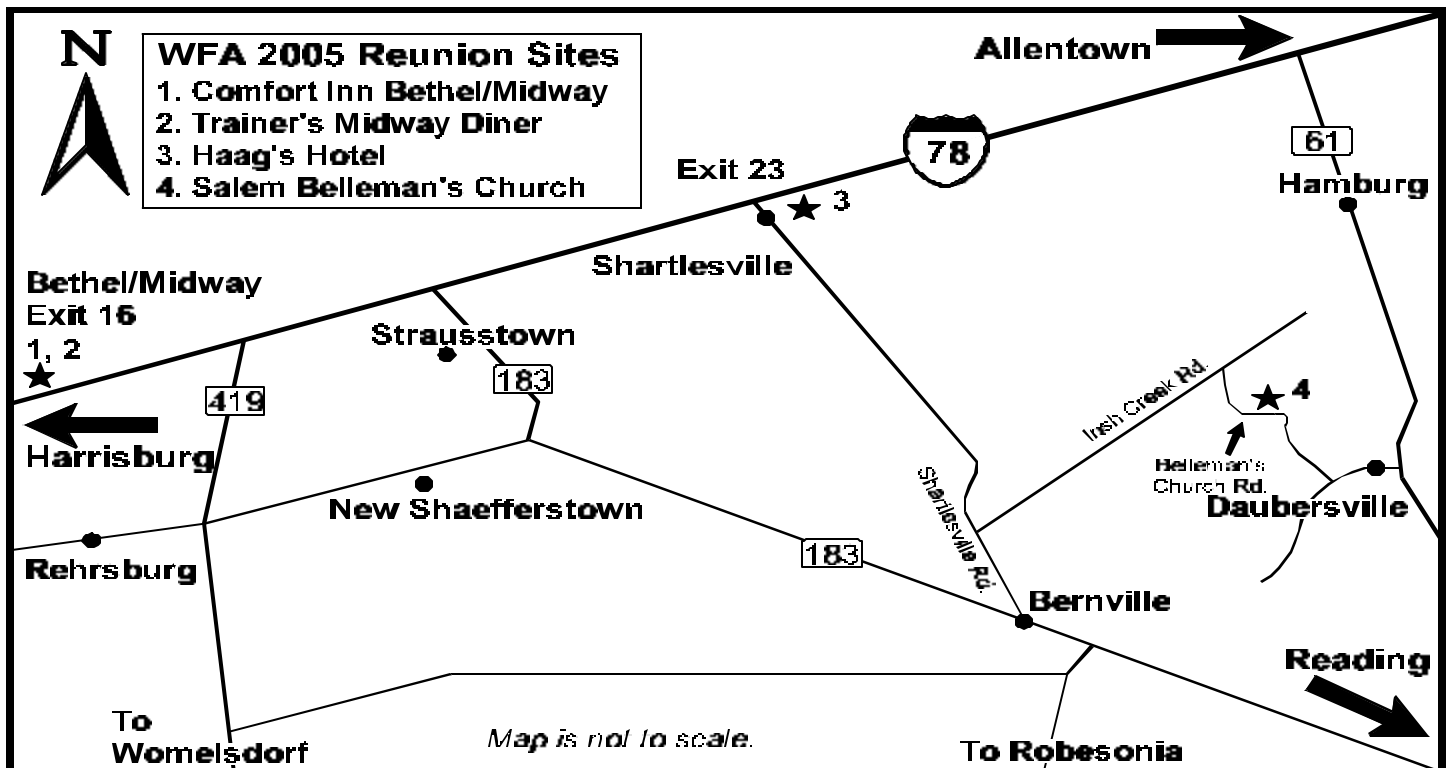 N
WFA 2005 Reunion Sites
1. Comfort Inn Bethel/Midway
2. Trainer's Midway Diner
3. Haag's Hotel
4. Salem Belleman's Church
Allentown
78
61
Hamburg
Exit 23
3
Shartlesville
Bethel/Midway
Exit 16
1, 2
Strausstown
183
419
Harrisburg
Irish Creek Rd.
4
Belleman's
Church Rd.
Daubersville
New Shaefferstown
Shartlesville Rd.
183
Rehrsburg
Bernville
Reading
To
Womelsdorf
Map is not to scale.
To Robesonia